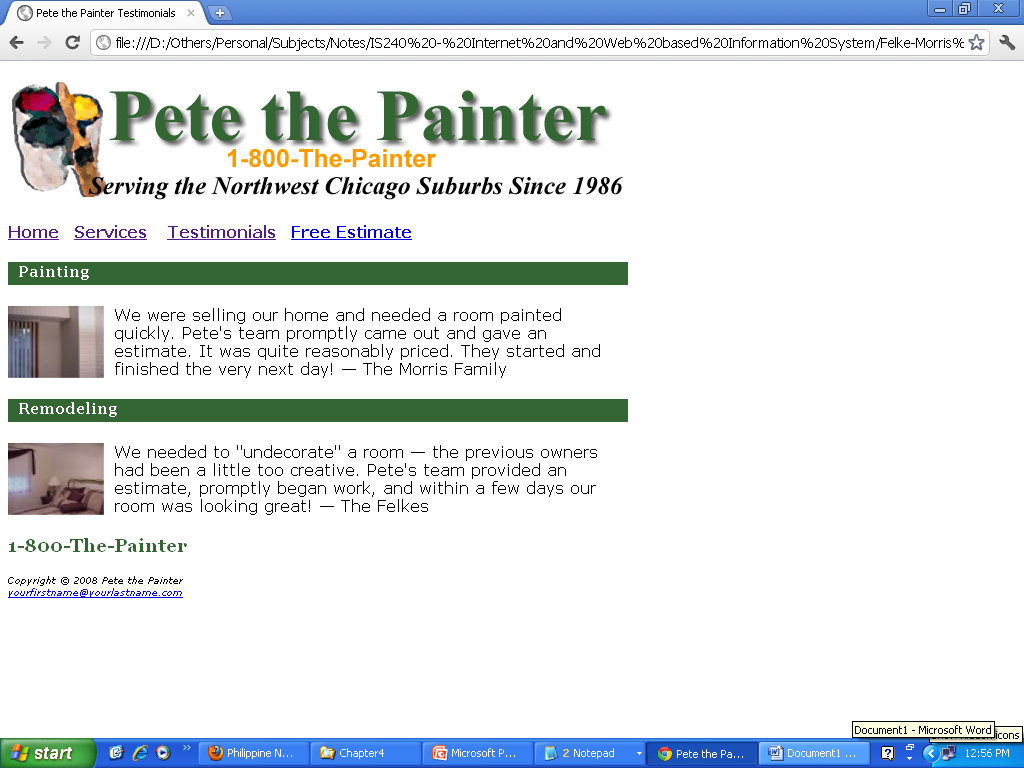 Pete the Painter Testimonials
file:///D:/Others/Personal/Subjects/Notes/IS240%20-%20Internet%20and%20Web%20based%20Information%20System/Felke-Morris%
Pete the Painter
1-800-The-Painter
Serving the Northwest Chicago Suburbs Since 1986
Home Services Testimonials Free Estimate
Painting
We were selling our home and needed a room painted
quickly. Pete's team promptly came out and gave an
estimate. It was quite reasonably priced. They started and
finished the very next day! — The Morris Family
Remodeling
We needed to "undecorate" a room — the previous owners
had been a little too creative. Pete's team provided an
estimate, promptly began work, and within a few days our
room was looking great! — The Felkes
1-800-The-Painter
Copyright © 2008 Pete the Painter
yourfirstname@yourlastname.com
Document1 - Microsoft Word
icons
start Philippine N... Chapter4 Microsoft P... 2 Notepad Pete the Pa... Document1 ... 12:56 PM